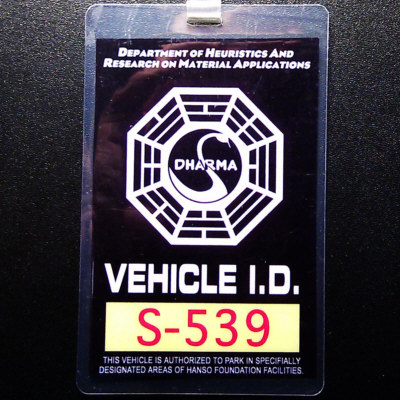 Department of Heuristics And
Research on Material Applications
DHARMA
VEHICLE I.D.
S-539
THIS VEHICLE IS AUTHORIZED TO PARK IN SPECIFIALLY
DESIGNATED AREAS OF HANSO FOUNDATION FACILITIES.